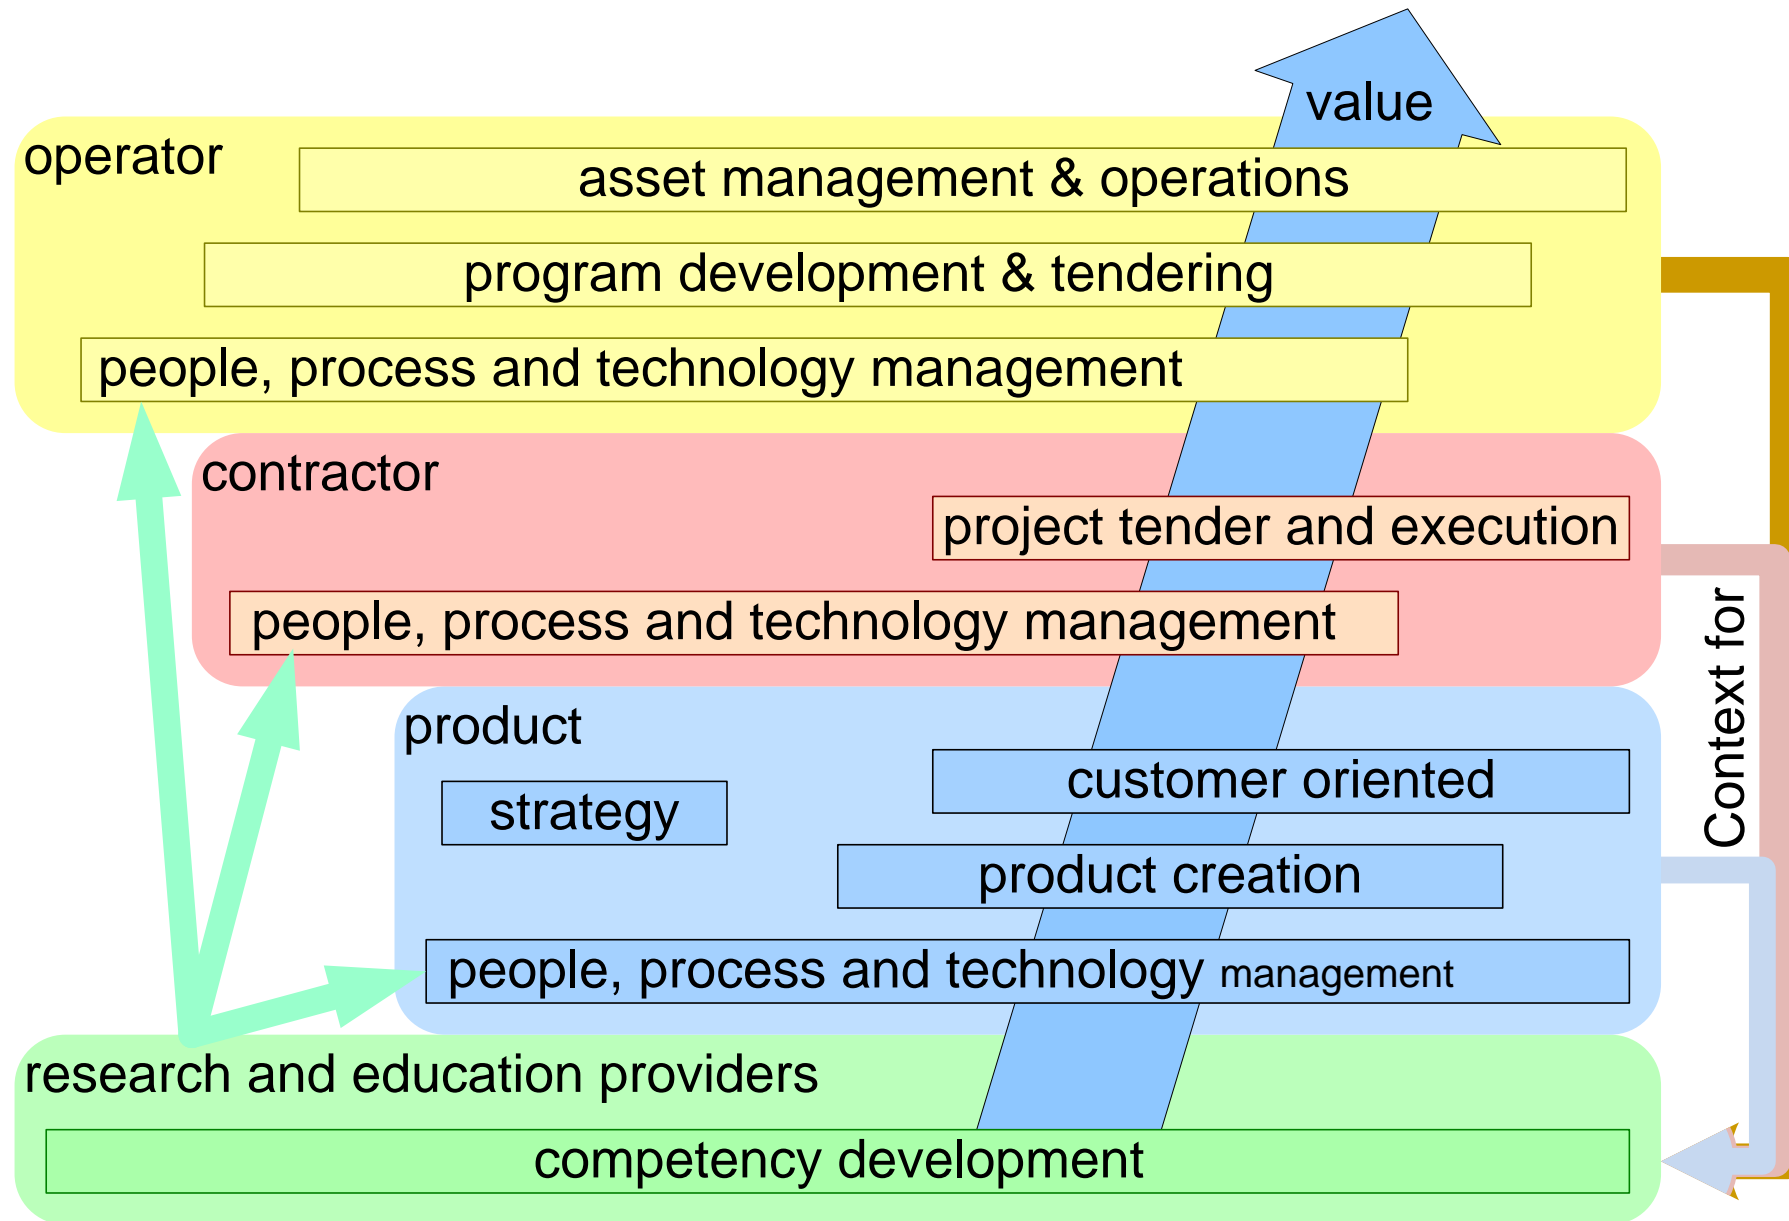 value
operator
asset management & operations
program development & tendering
people, process and technology management
contractor
project tender and execution
people, process and technology management
Context for
product
customer oriented
strategy
product creation
people, process and technology management
research and education providers
competency development